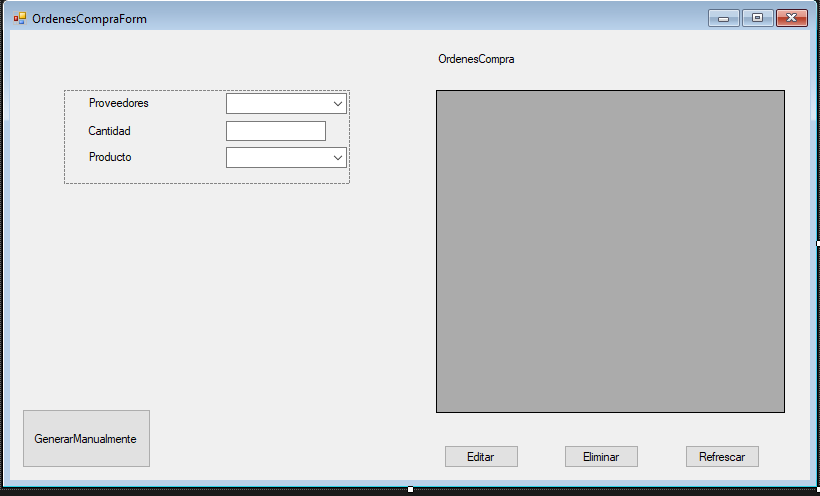 OrdenesCompraForm
OrdenesCompra
Proveedores
Cantidad
Producto
GenerarManualmente
Editar
Eliminar
Refrescar